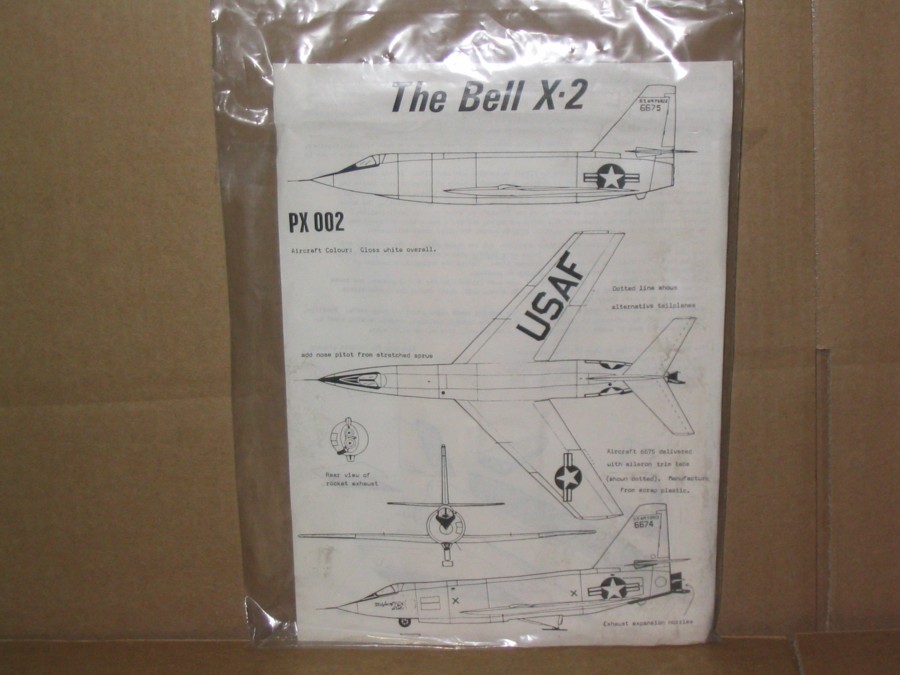 The Bell X·2
U.S. AIR FORCE
6675
PX 002
Aircraft Colour: Gloss white overall.
USAF
Dotted line shows
alternative tailplanes
add nose pitot from stretched sprue
Rear view of
rocket exhaust
Aircraft 6675 delivered
with aileron trim tabs
(shown dotted). Manufacture
from scrap plastic.
U.S. AIR FORCE
6674
Exhaust expansion nozzles